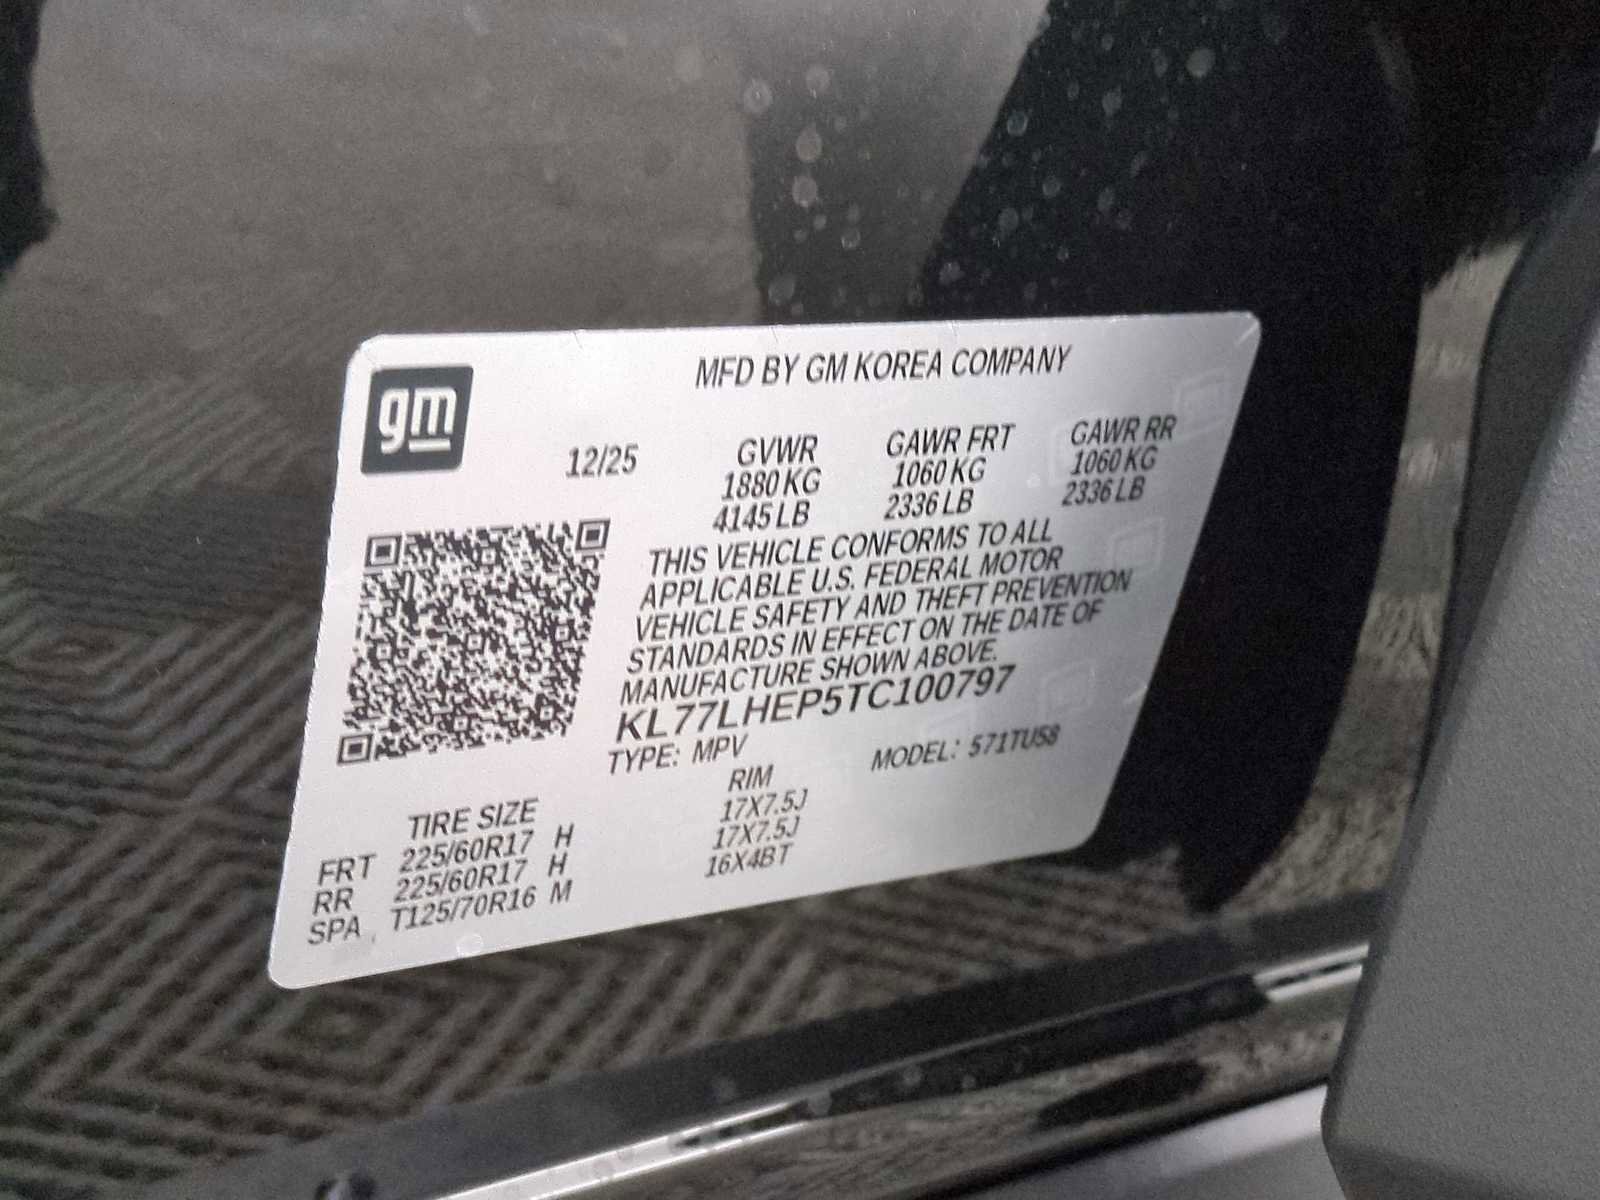 gm
MFD BY GM KOREA COMPANY
12/25
GVWR GAWR FRT GAWR RR
1880 KG 1060 KG 1060 KG
4145 LB 2336 LB 2336 LB
THIS VEHICLE CONFORMS TO ALL
APPLICABLE U.S. FEDERAL MOTOR
VEHICLE SAFETY AND THEFT PREVENTION
STANDARDS IN EFFECT ON THE DATE OF
MANUFACTURE SHOWN ABOVE.
KL77LHEP5TC100797
TYPE: MPV MODEL: 571TU58
TIRE SIZE RIM
FRT 225/60R17 H 17X7.5J
RR 225/60R17 H 17X7.5J
SPA T125/70R16 M 16X4BT